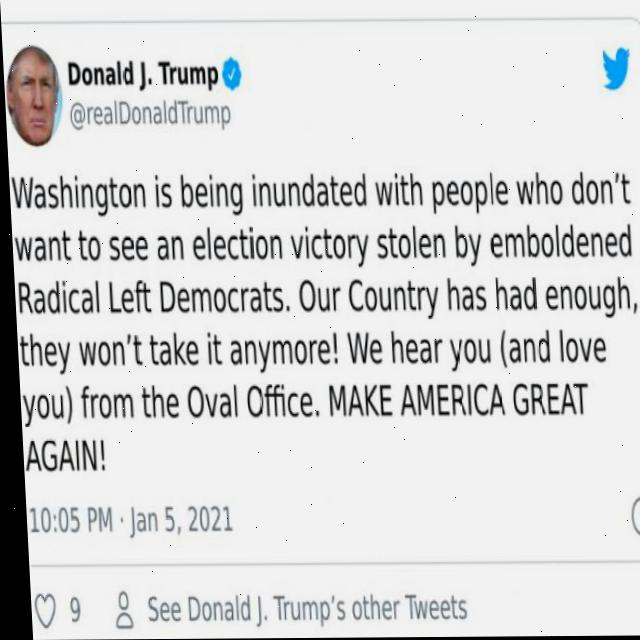 Donald J. Trump
@realDonaldTrump
Washington is being inundated with people who don't
want to see an election victory stolen by emboldened
Radical Left Democrats. Our Country has had enough,
they won't take it anymore! We hear you (and love
you) from the Oval Office. MAKE AMERICA GREAT
AGAIN!
10:05 PM · Jan 5, 2021
9 See Donald J. Trump's other Tweets